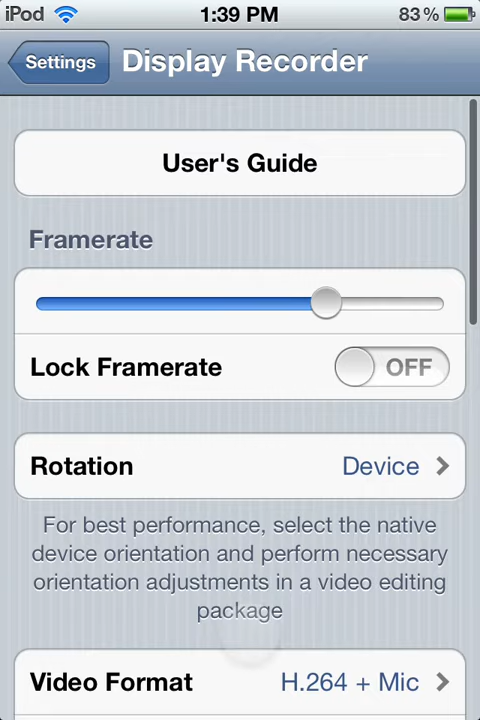 iPod 1:39 PM 83%
Settings Display Recorder
User's Guide
Framerate
Lock Framerate OFF
Rotation Device
For best performance, select the native
device orientation and perform necessary
orientation adjustments in a video editing
package
Video Format H.264 + Mic